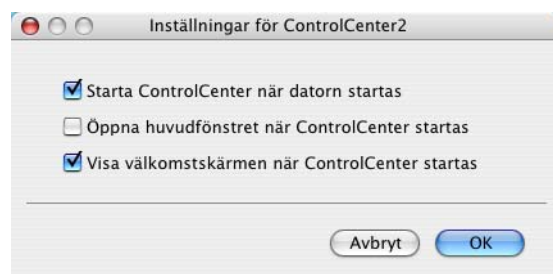 Inställningar för ControlCenter2
Starta ControlCenter när datorn startas
Öppna huvudfönstret när ControlCenter startas
Visa välkomstskärmen när ControlCenter startas
Avbryt
OK